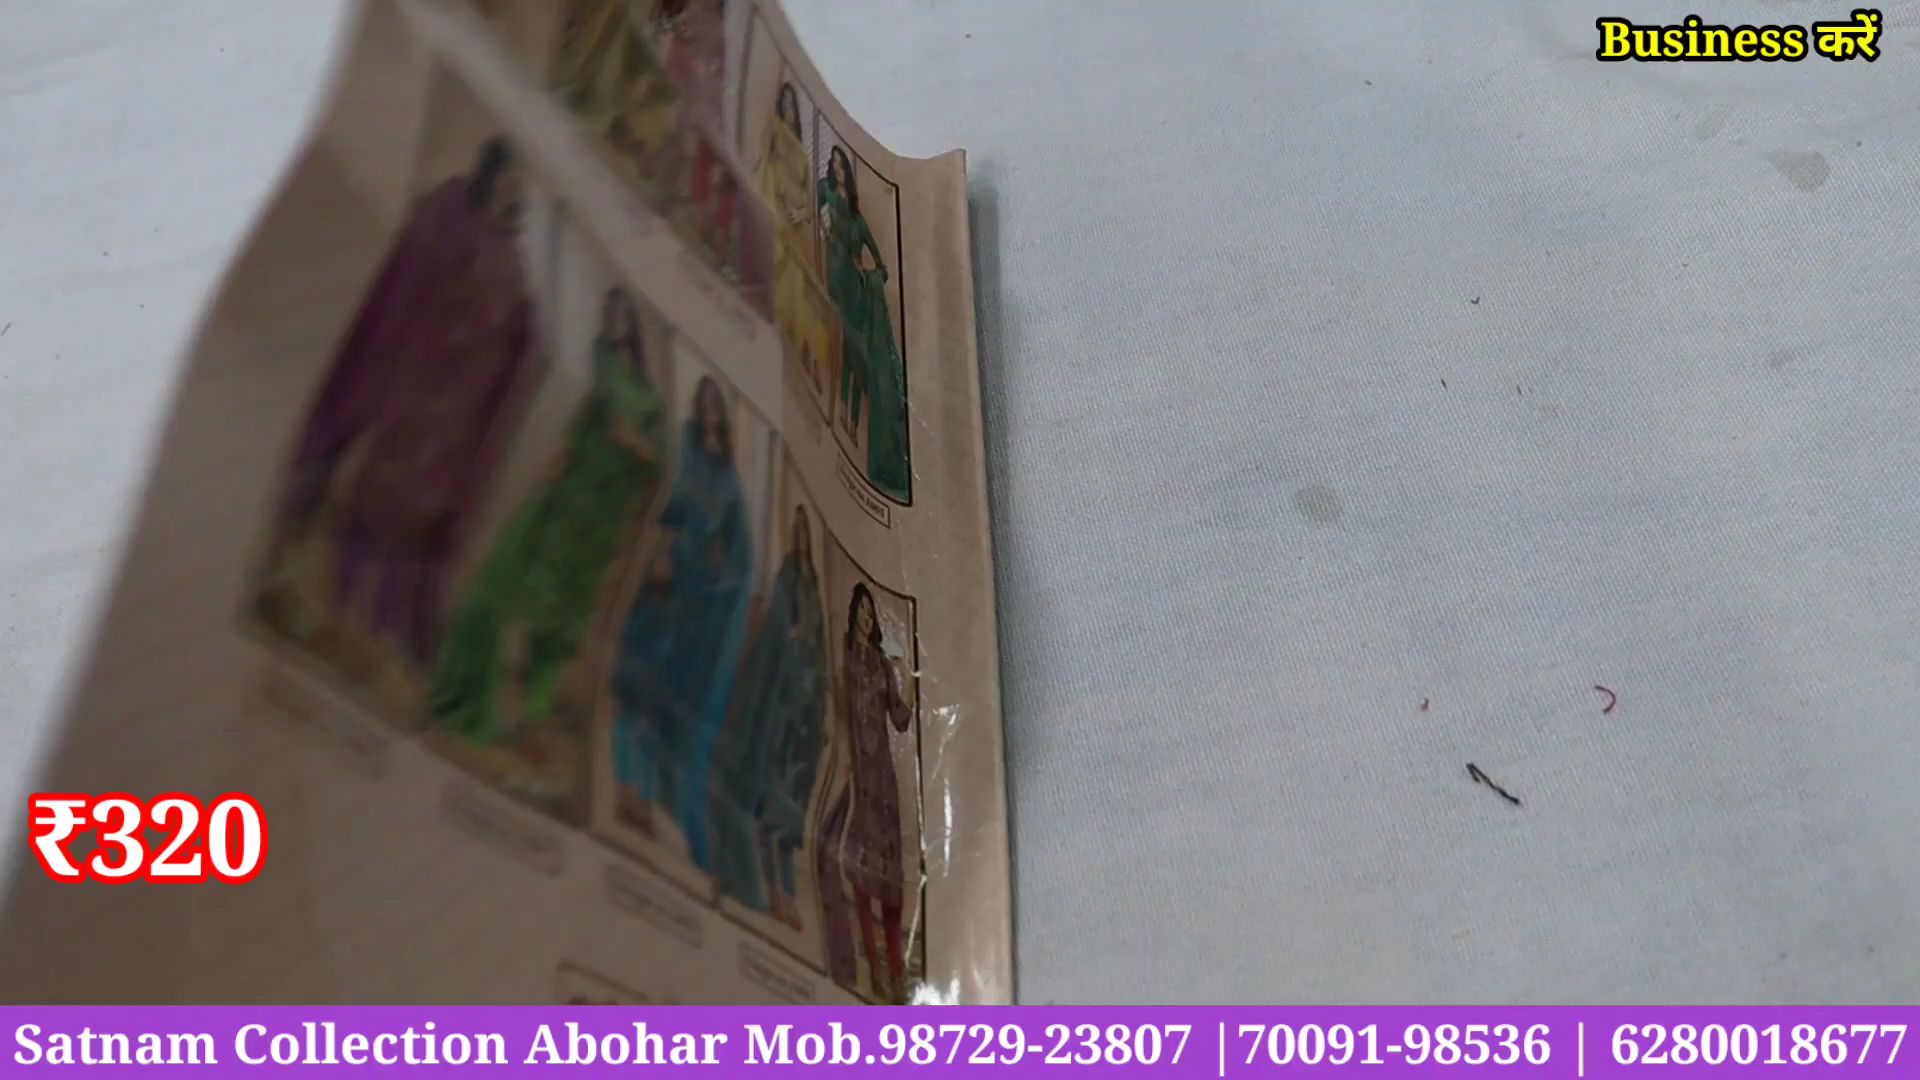 Business करें
₹320
Satnam Collection Abohar Mob.98729-23807 |70091-98536 | 6280018677